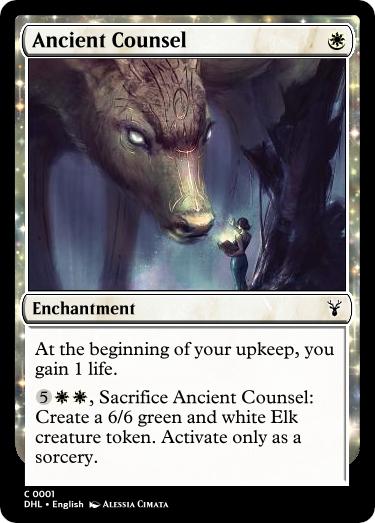 Ancient Counsel
Enchantment
At the beginning of your upkeep, you
gain 1 life.
5, Sacrifice Ancient Counsel:
Create a 6/6 green and white Elk
creature token. Activate only as a
sorcery.
C 0001
DHL • English Alessia Cimata